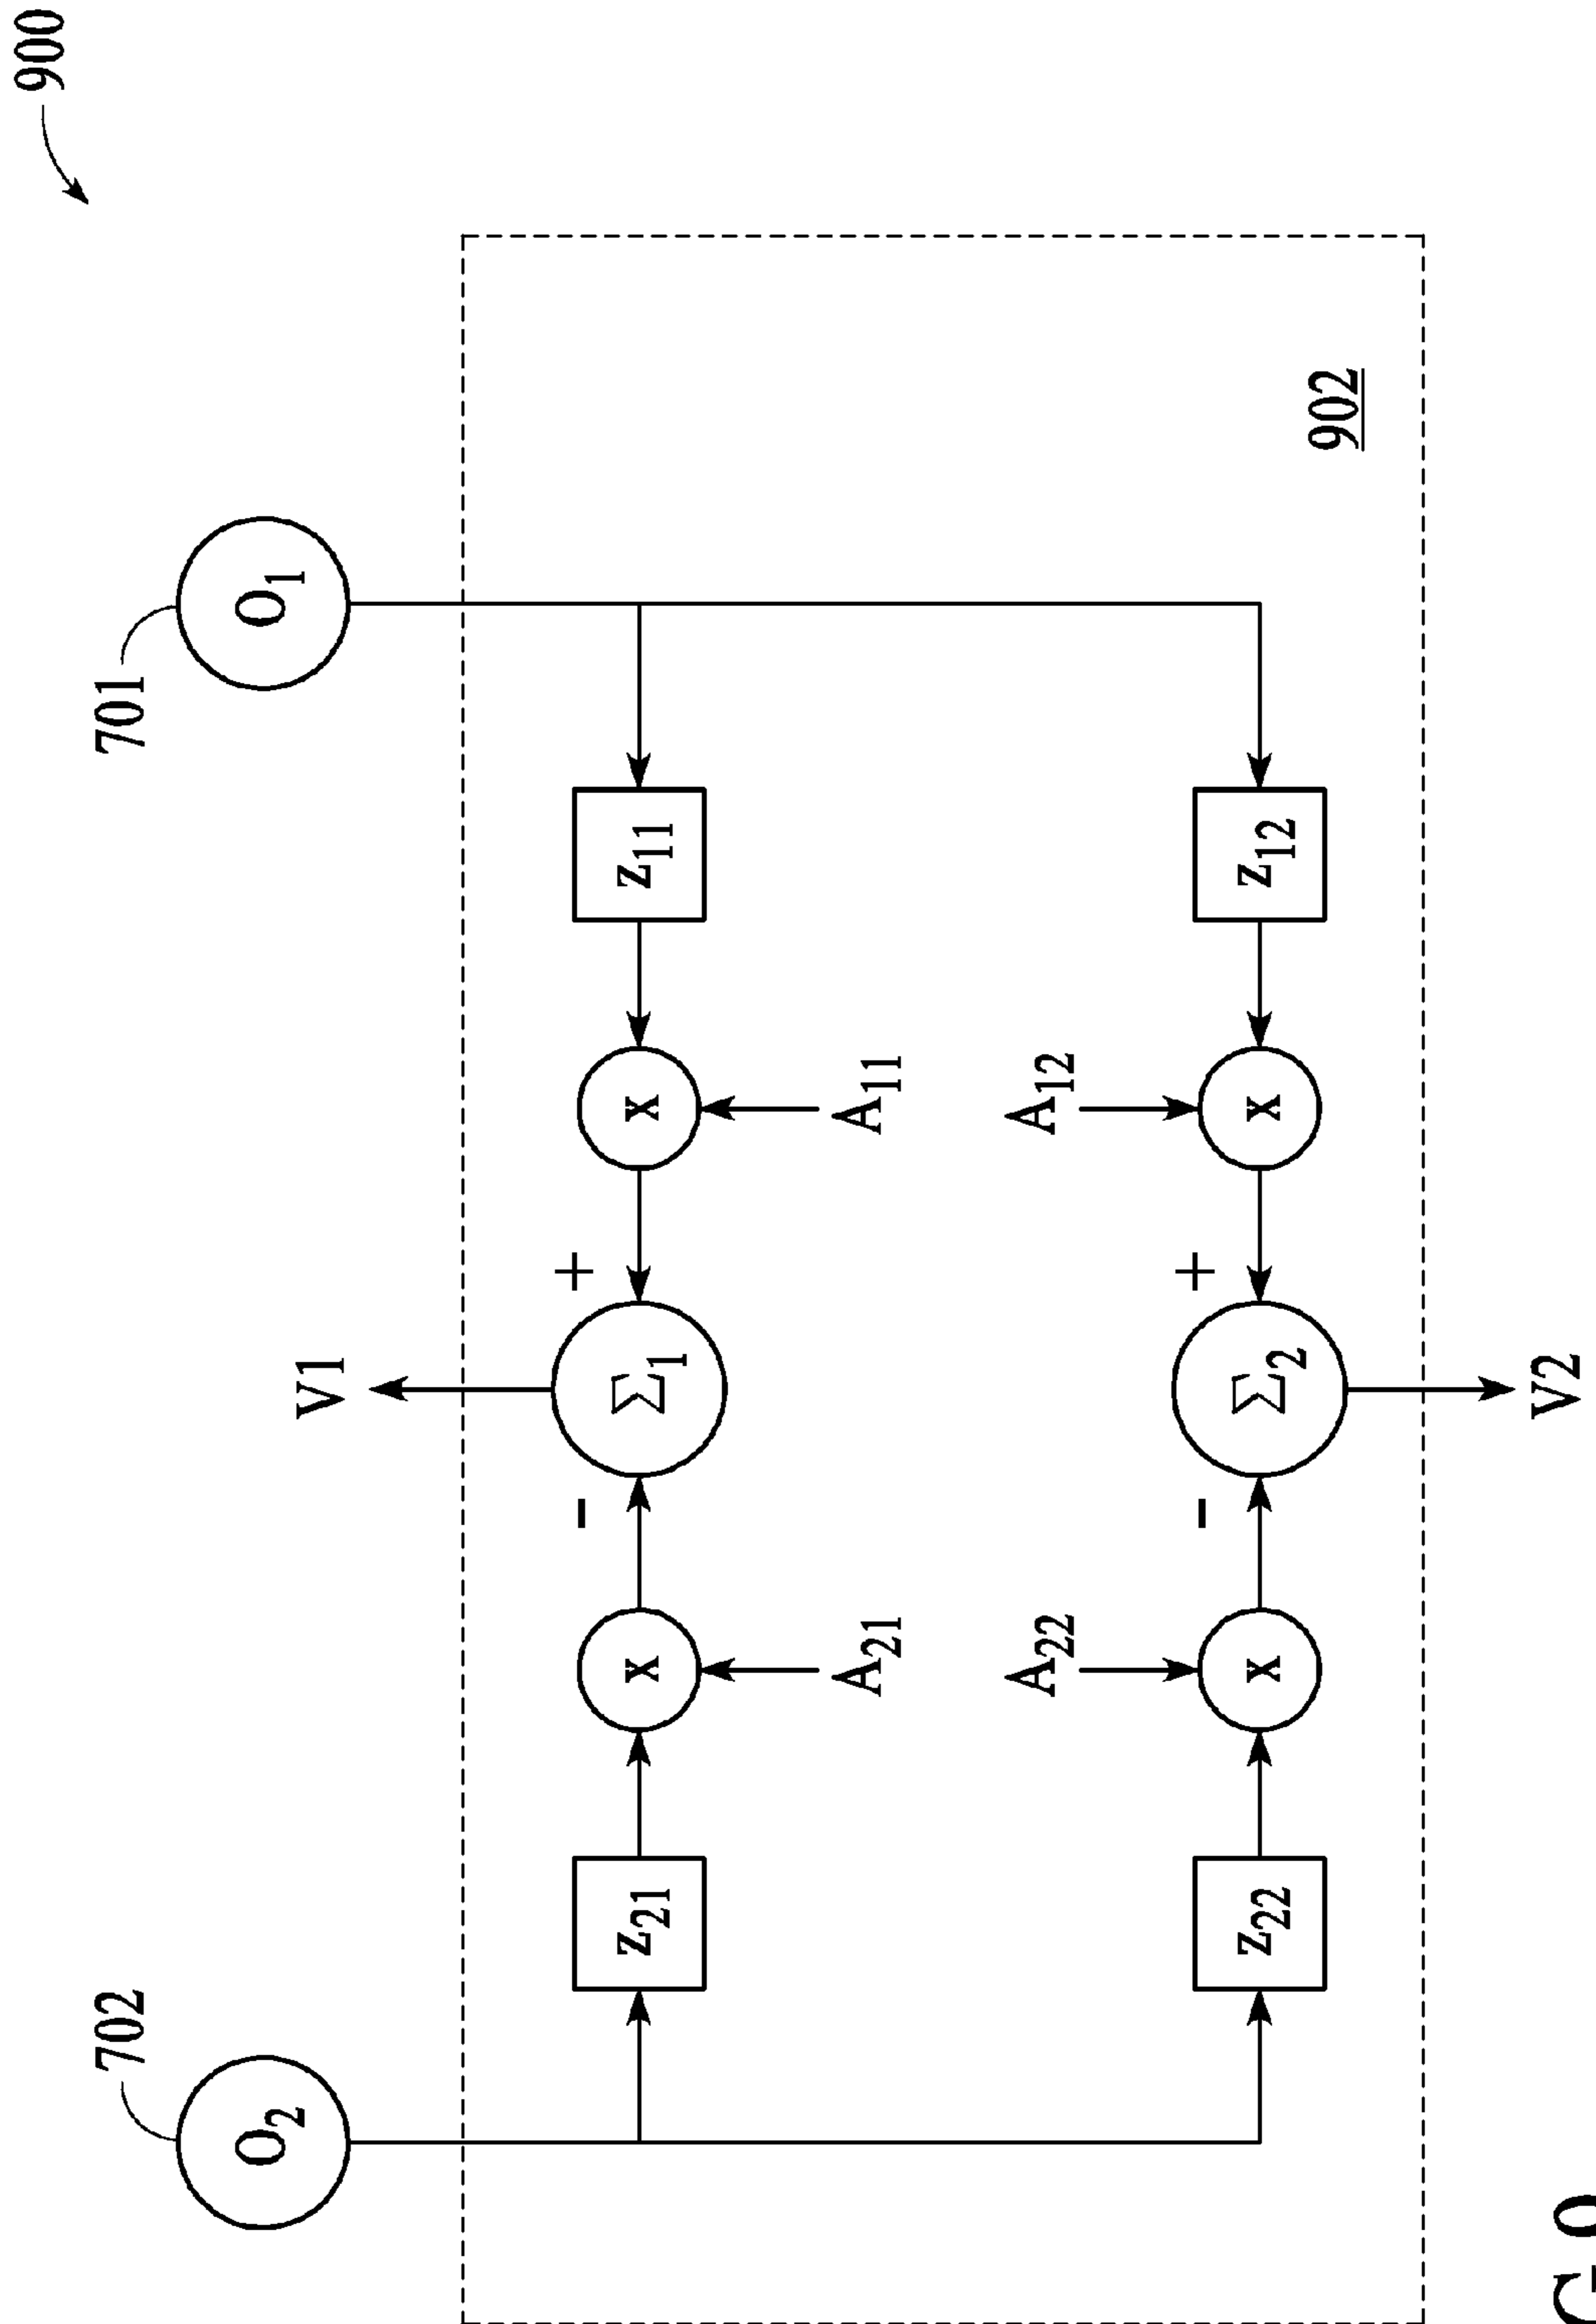 900
702
701
O₂
O₁
V1
- +
z₂₁ x Σ₁ x z₁₁
A₂₁ A₁₁
A₂₂ A₁₂
- +
z₂₂ x Σ₂ x z₁₂
902
V2